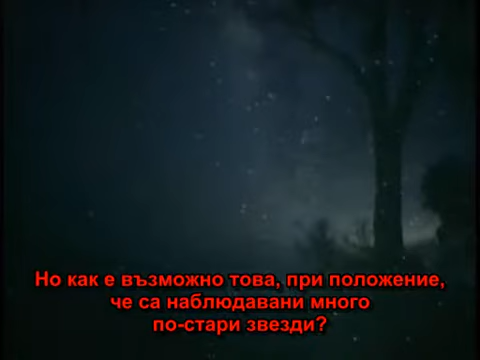 Но как е възможно това, при положение,
че са наблюдавани много
по-стари звезди?